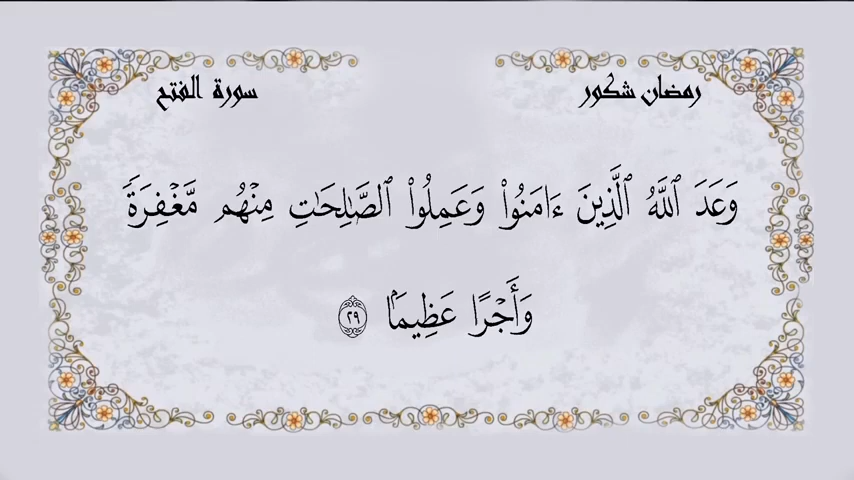 رمضان شكور
سورة الفتح
وَعَدَ ٱللَّهُ ٱلَّذِينَ ءَامَنُوا۟ وَعَمِلُوا۟ ٱلصَّـٰلِحَـٰتِ مِنْهُم مَّغْفِرَةً
وَأَجْرًا عَظِيمًۢا ٢٩